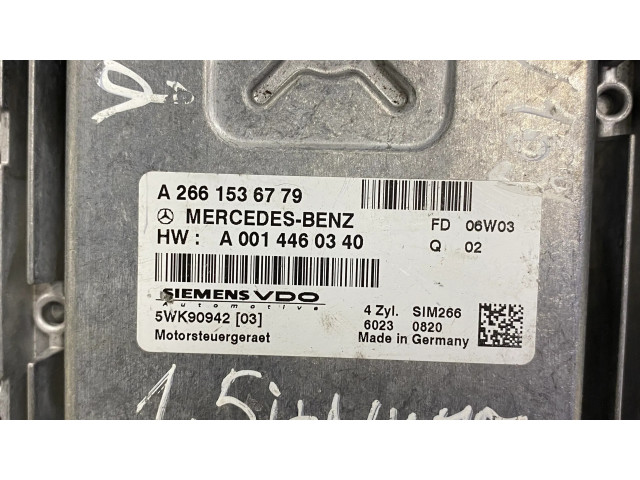 A 266 153 67 79
MERCEDES-BENZ
HW : A 001 446 03 40
FD 06W03
Q 02
SIEMENS VDO
Automotive
5WK90942 [03]
Motorsteuergeraet
4 Zyl. SIM266
6023 0820
Made in Germany